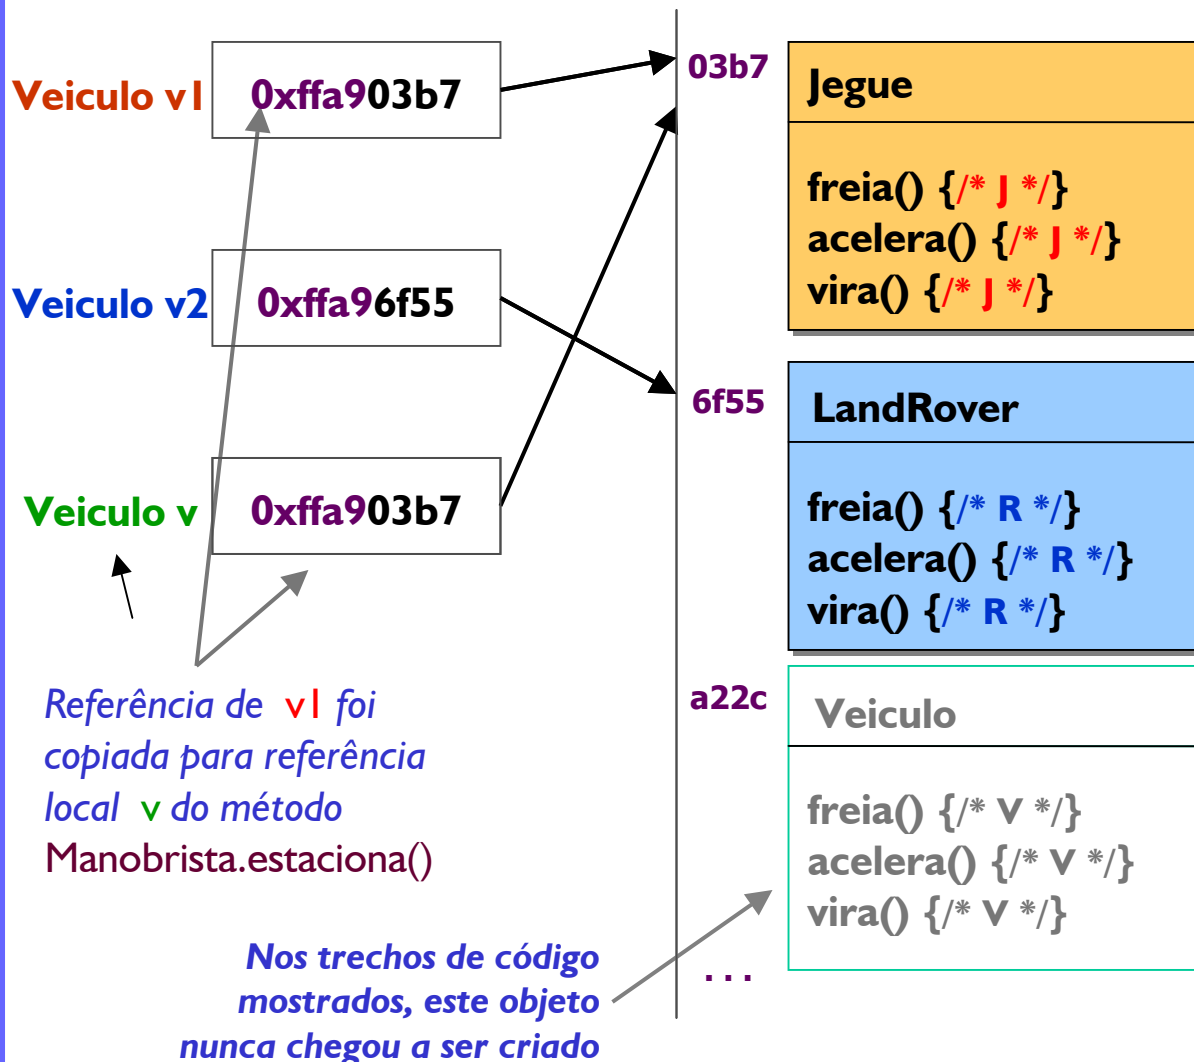 Veiculo v1
0xffa903b7
Veiculo v2
0xffa96f55
Veiculo v
0xffa903b7
Referência de v1 foi
copiada para referência
local v do método
Manobrista.estaciona()
Nos trechos de código
mostrados, este objeto
nunca chegou a ser criado
03b7
Jegue
freia() {/* J */}
acelera() {/* J */}
vira() {/* J */}
6f55
LandRover
freia() {/* R */}
acelera() {/* R */}
vira() {/* R */}
a22c
Veiculo
freia() {/* V */}
acelera() {/* V */}
vira() {/* V */}
...